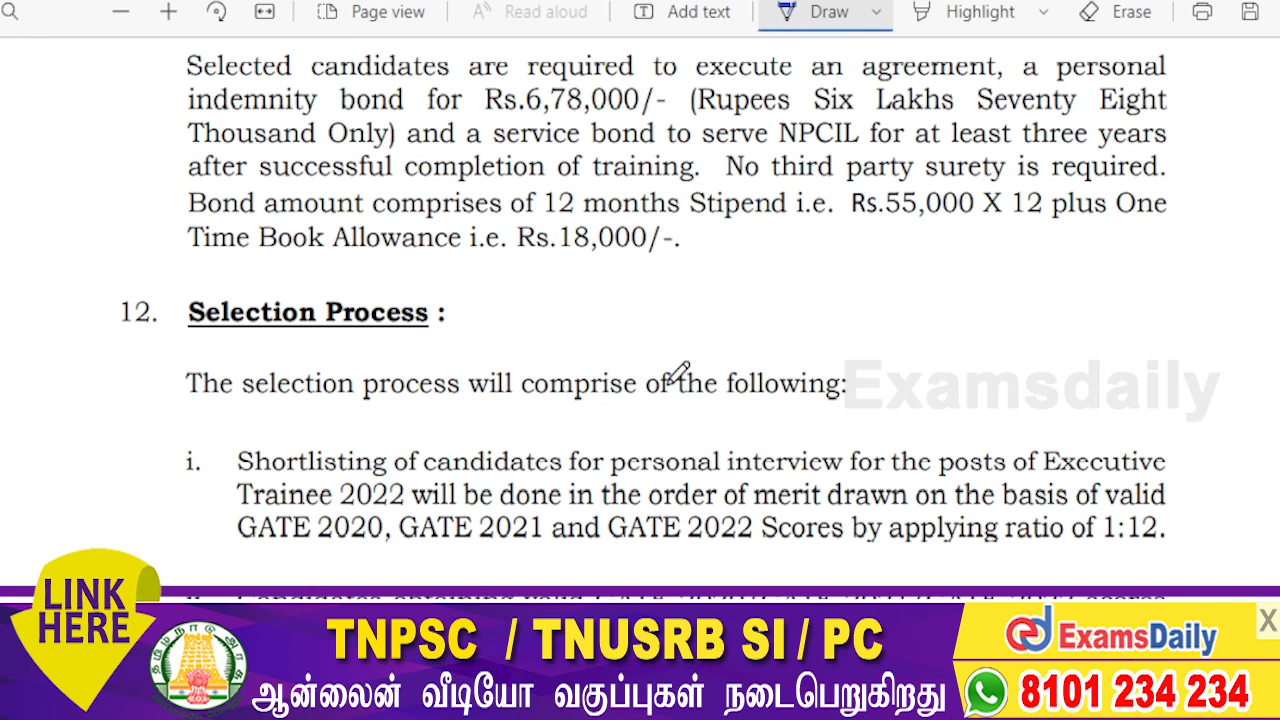 Page view
Read aloud
Add text
Draw
Highlight
Erase
Selected candidates are required to execute an agreement, a personal
indemnity bond for Rs.6,78,000/- (Rupees Six Lakhs Seventy Eight
Thousand Only) and a service bond to serve NPCIL for at least three years
after successful completion of training. No third party surety is required.
Bond amount comprises of 12 months Stipend i.e. Rs.55,000 X 12 plus One
Time Book Allowance i.e. Rs.18,000/-.
12. Selection Process :
The selection process will comprise of the following:
Examsdaily
i. Shortlisting of candidates for personal interview for the posts of Executive
Trainee 2022 will be done in the order of merit drawn on the basis of valid
GATE 2020, GATE 2021 and GATE 2022 Scores by applying ratio of 1:12.
LINK
HERE
TNPSC / TNUSRB SI / PC
ஆன்லைன் வீடியோ வகுப்புகள் நடைபெறுகிறது
ed ExamsDaily
8101 234 234
X